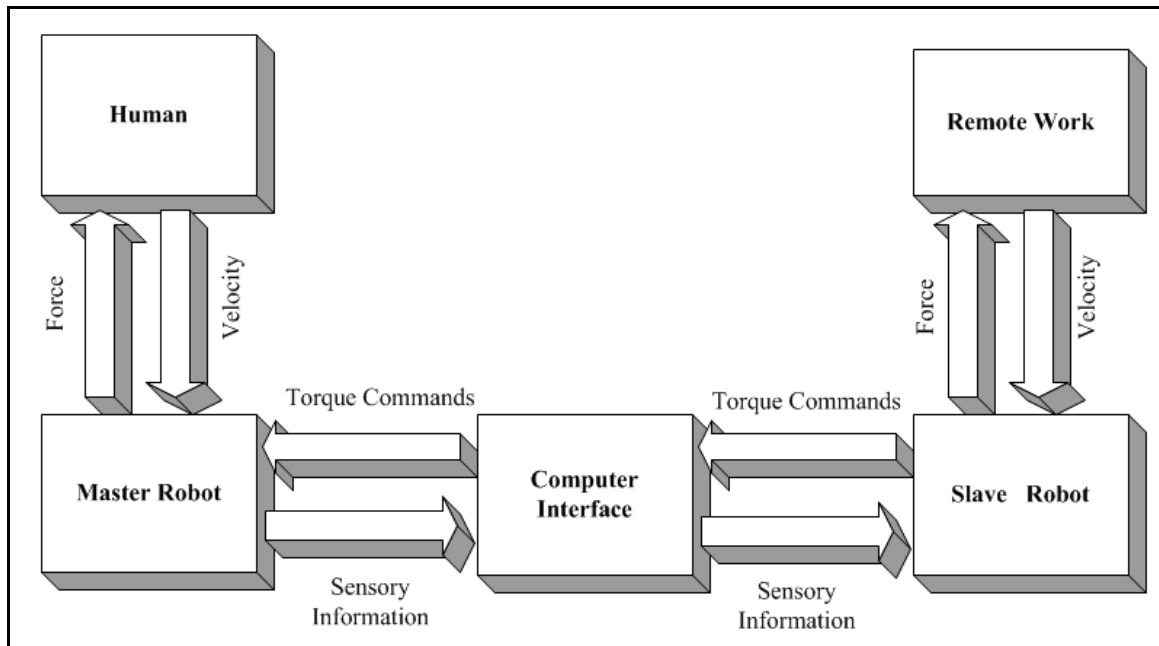 Human
Remote Work
Force
Velocity
Force
Velocity
Torque Commands
Torque Commands
Master Robot
Computer
Interface
Slave Robot
Sensory
Information
Sensory
Information